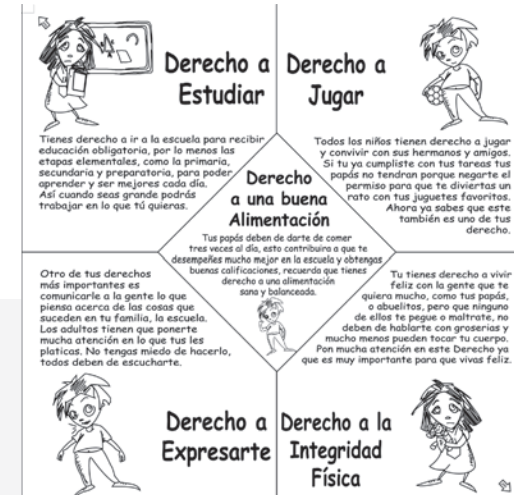 Derecho a
Estudiar
Tienes derecho a ir a la escuela para recibir
educación obligatoria, por lo menos las
etapas elementales, como la primaria,
secundaria y preparatoria, para poder
aprender y ser mejores cada día.
Así cuando seas grande podrás
trabajar en lo que tú quieras.
Derecho a
Jugar
Todos los niños tienen derecho a jugar
y convivir con sus hermanos y amigos.
Si tu ya cumpliste con tus tareas tus
papás no tendran porque negarte el
permiso para que te diviertas un
rato con tus juguetes favoritos.
Ahora ya sabes que este
también es uno de tus
derecho.
Derecho
a una buena
Alimentación
Tus papás deben de darte de comer
tres veces al día, esto contribuira a que te
desempeñes mucho mejor en la escuela y obtengas
buenas calificaciones, recuerda que tienes
derecho a una alimentación
sana y balanceada.
Otro de tus derechos
más importantes es
comunicarle a la gente lo que
piensa acerca de las cosas que
suceden en tu familia, la escuela.
Los adultos tienen que ponerte
mucha atención en lo que tus les
platicas. No tengas miedo de hacerlo,
todos deben de escucharte.
Derecho a
Expresarte
Tu tienes derecho a vivir
feliz con la gente que te
quiera mucho, como tus papás,
o abuelitos, pero que ninguno
de ellos te pegue o maltrate, no
deben de hablarte con groserias y
mucho menos pueden tocar tu cuerpo.
Pon mucha atención en este Derecho ya
que es muy importante para que vivas feliz.
Derecho a la
Integridad
Física